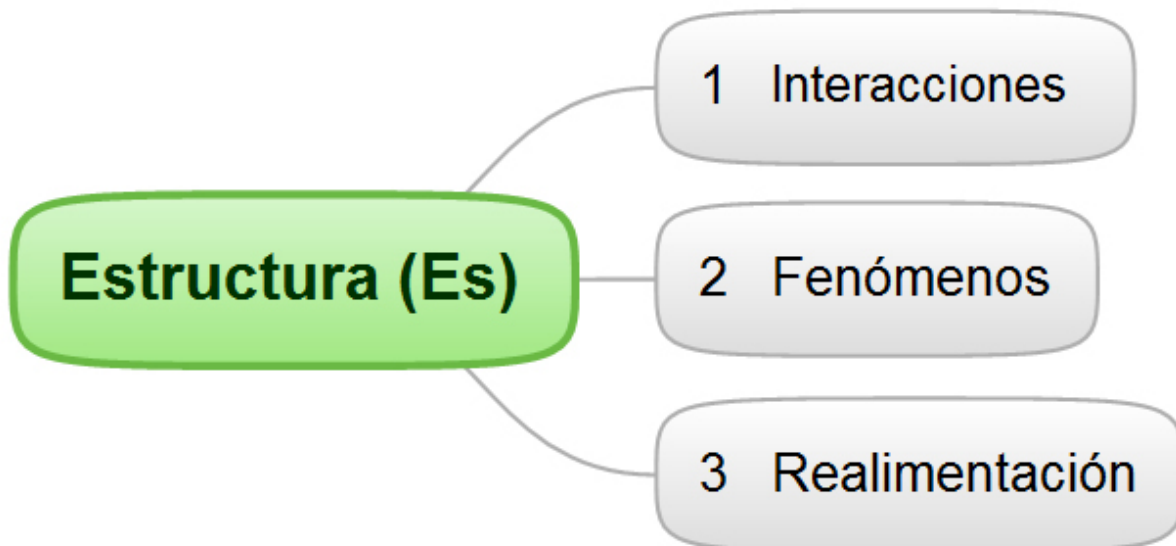 1 Interacciones
Estructura (Es)
2 Fenómenos
3 Realimentación